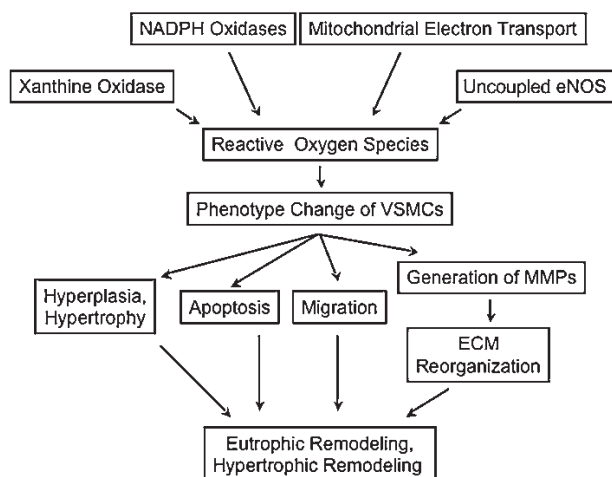 NADPH Oxidases
Mitochondrial Electron Transport
Xanthine Oxidase
Uncoupled eNOS
Reactive Oxygen Species
Phenotype Change of VSMCs
Generation of MMPs
Hyperplasia,
Hypertrophy
Apoptosis
Migration
ECM
Reorganization
Eutrophic Remodeling,
Hypertrophic Remodeling